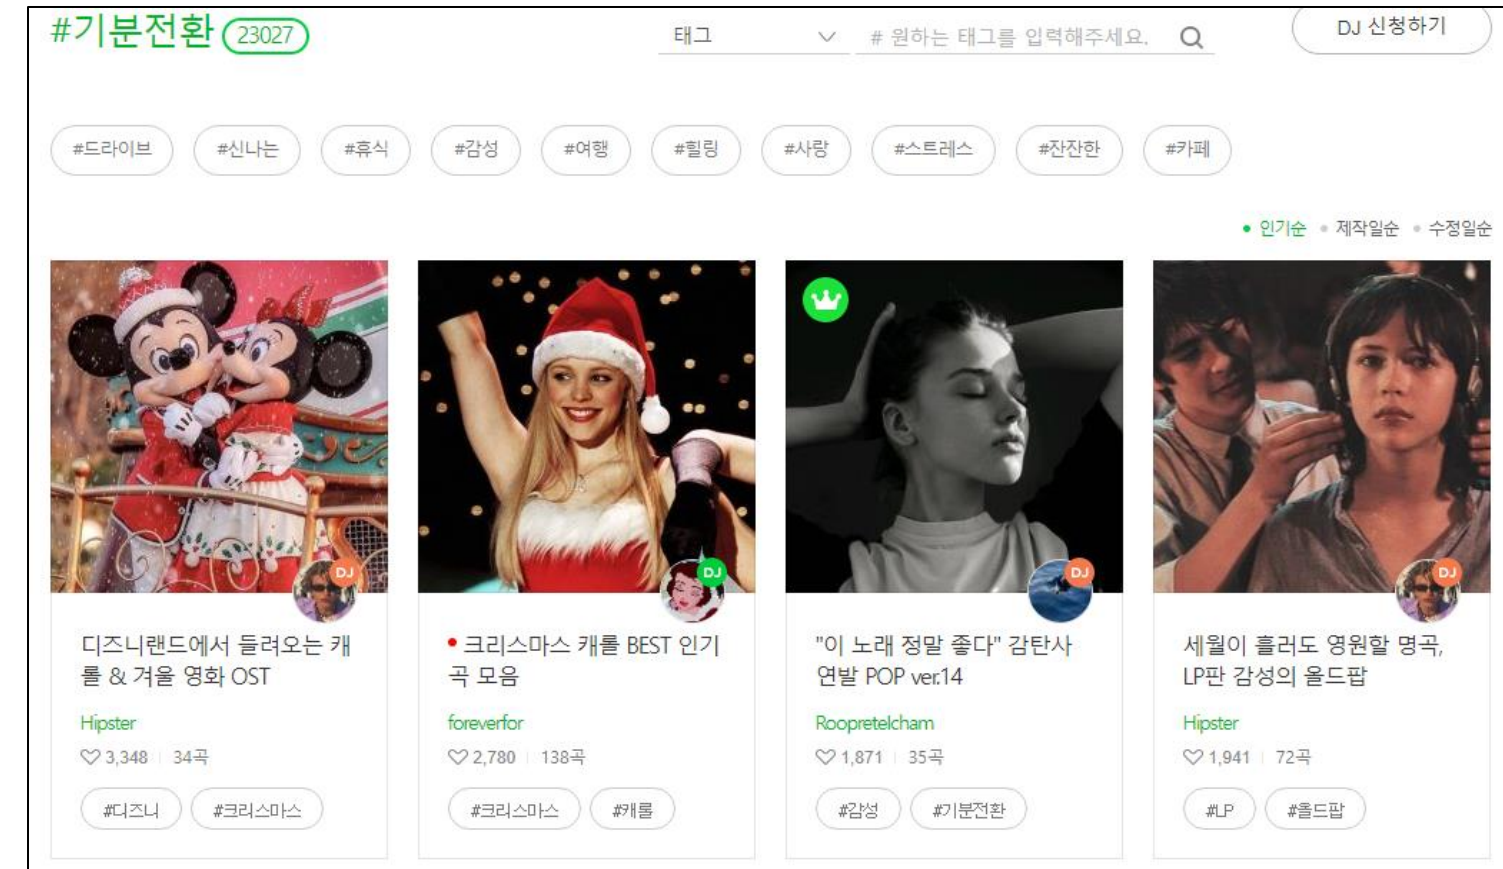 #기분전환 23027
태그
# 원하는 태그를 입력해주세요.
DJ 신청하기
#드라이브 #신나는 #휴식 #감성 #여행 #힐링 #사랑 #스트레스 #잔잔한 #카페
• 인기순 • 제작일순 • 수정일순
DJ
디즈니랜드에서 들려오는 캐
롤 & 겨울 영화 OST
Hipster
3,348 34곡
#디즈니 #크리스마스
DJ
• 크리스마스 캐롤 BEST 인기
곡 모음
foreverfor
2,780 138곡
#크리스마스 #캐롤
DJ
"이 노래 정말 좋다" 감탄사
연발 POP ver.14
Roopretelcham
1,871 35곡
#감성 #기분전환
DJ
세월이 흘러도 영원할 명곡,
LP판 감성의 올드팝
Hipster
1,941 72곡
#LP #올드팝